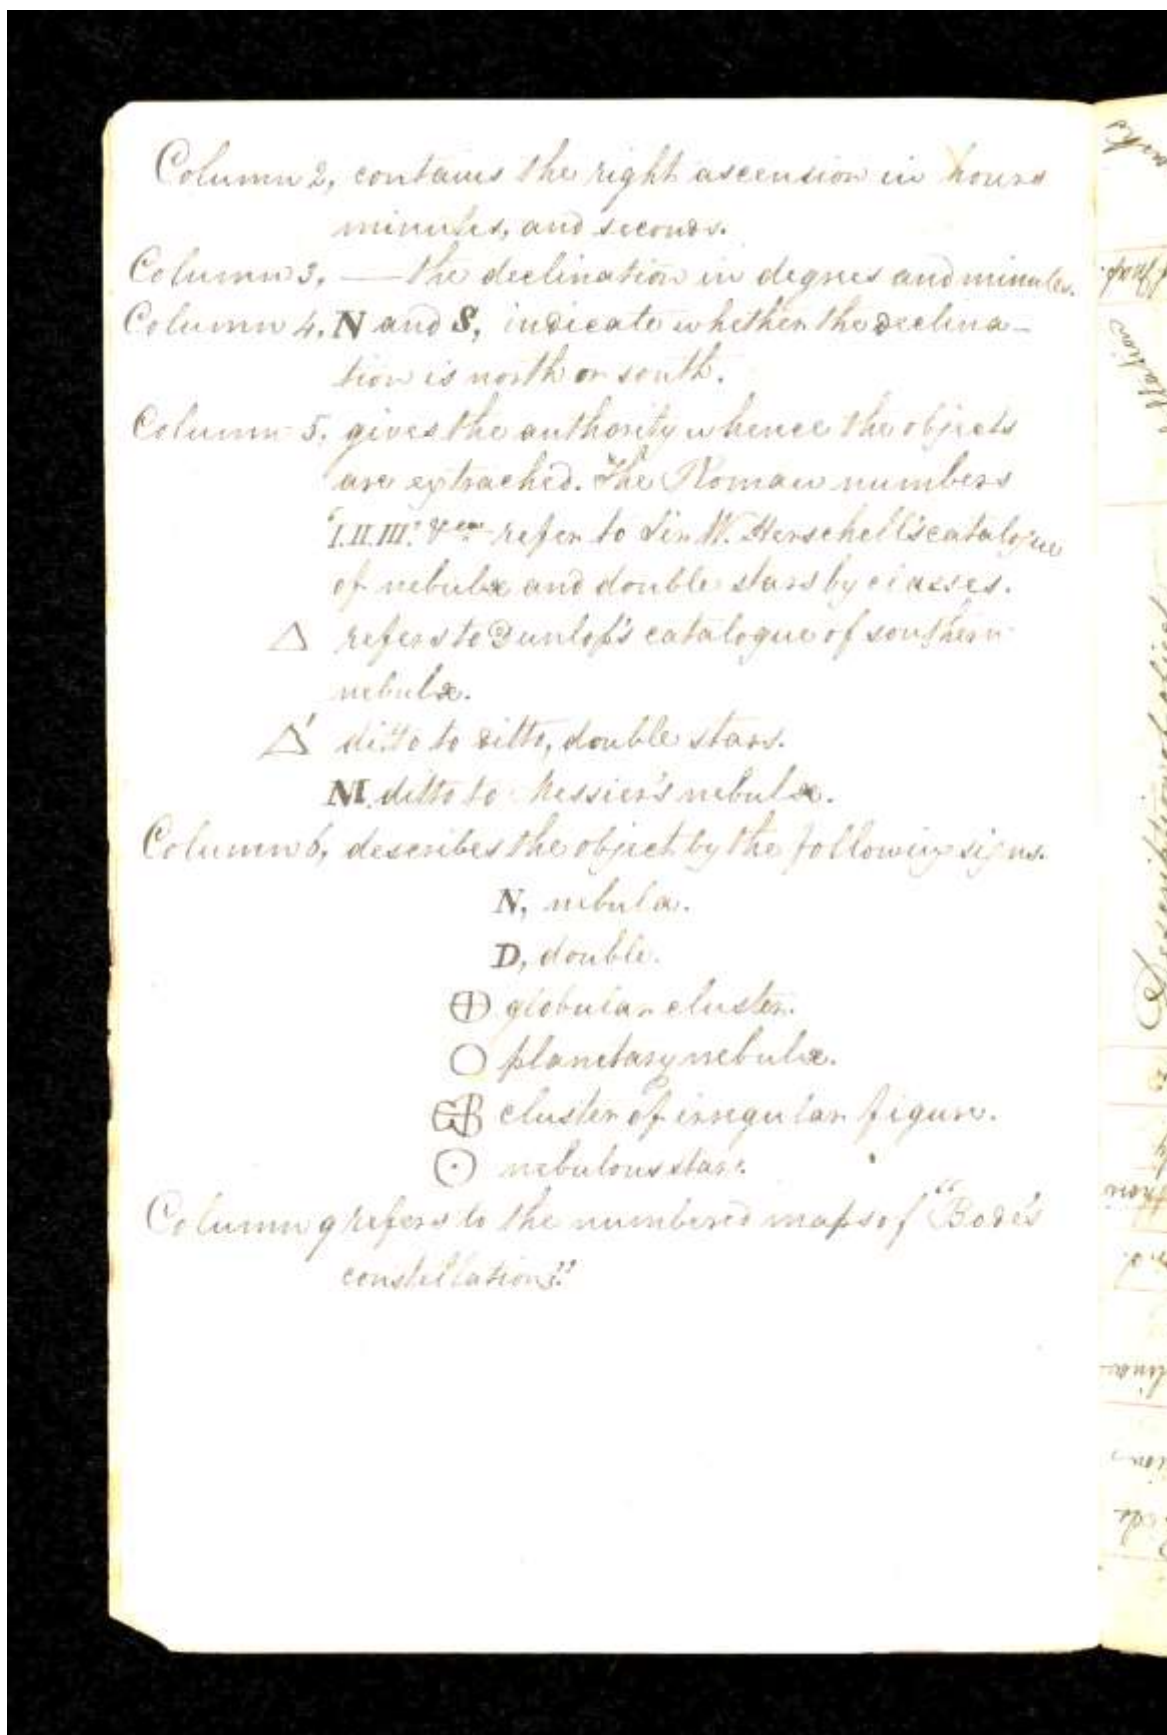 Column 2, contains the right ascension in hours
minutes, and seconds.
Column 3, — the declination in degrees and minutes.
Column 4. N and S, indicate whether the declina-
tion is north or south.
Column 5. gives the authority whence the objects
are extracted. The Roman numbers
"I. II. III." &c refer to Sir W. Herschell's catalogue
of nebulæ and double stars by classes.
△ refers to Dunlop's catalogue of southern
nebulæ.
△' ditto to ditto, double stars.
M. ditto to Messier's nebulæ.
Column 6, describes the object by the following signs.
N, nebula.
D, double.
⊕ globular cluster.
○ planetary nebulæ.
cluster of irregular figure.
⊙ nebulous star.
Column 9 refers to the numbered maps of "Bode's
constellations"
Description of object